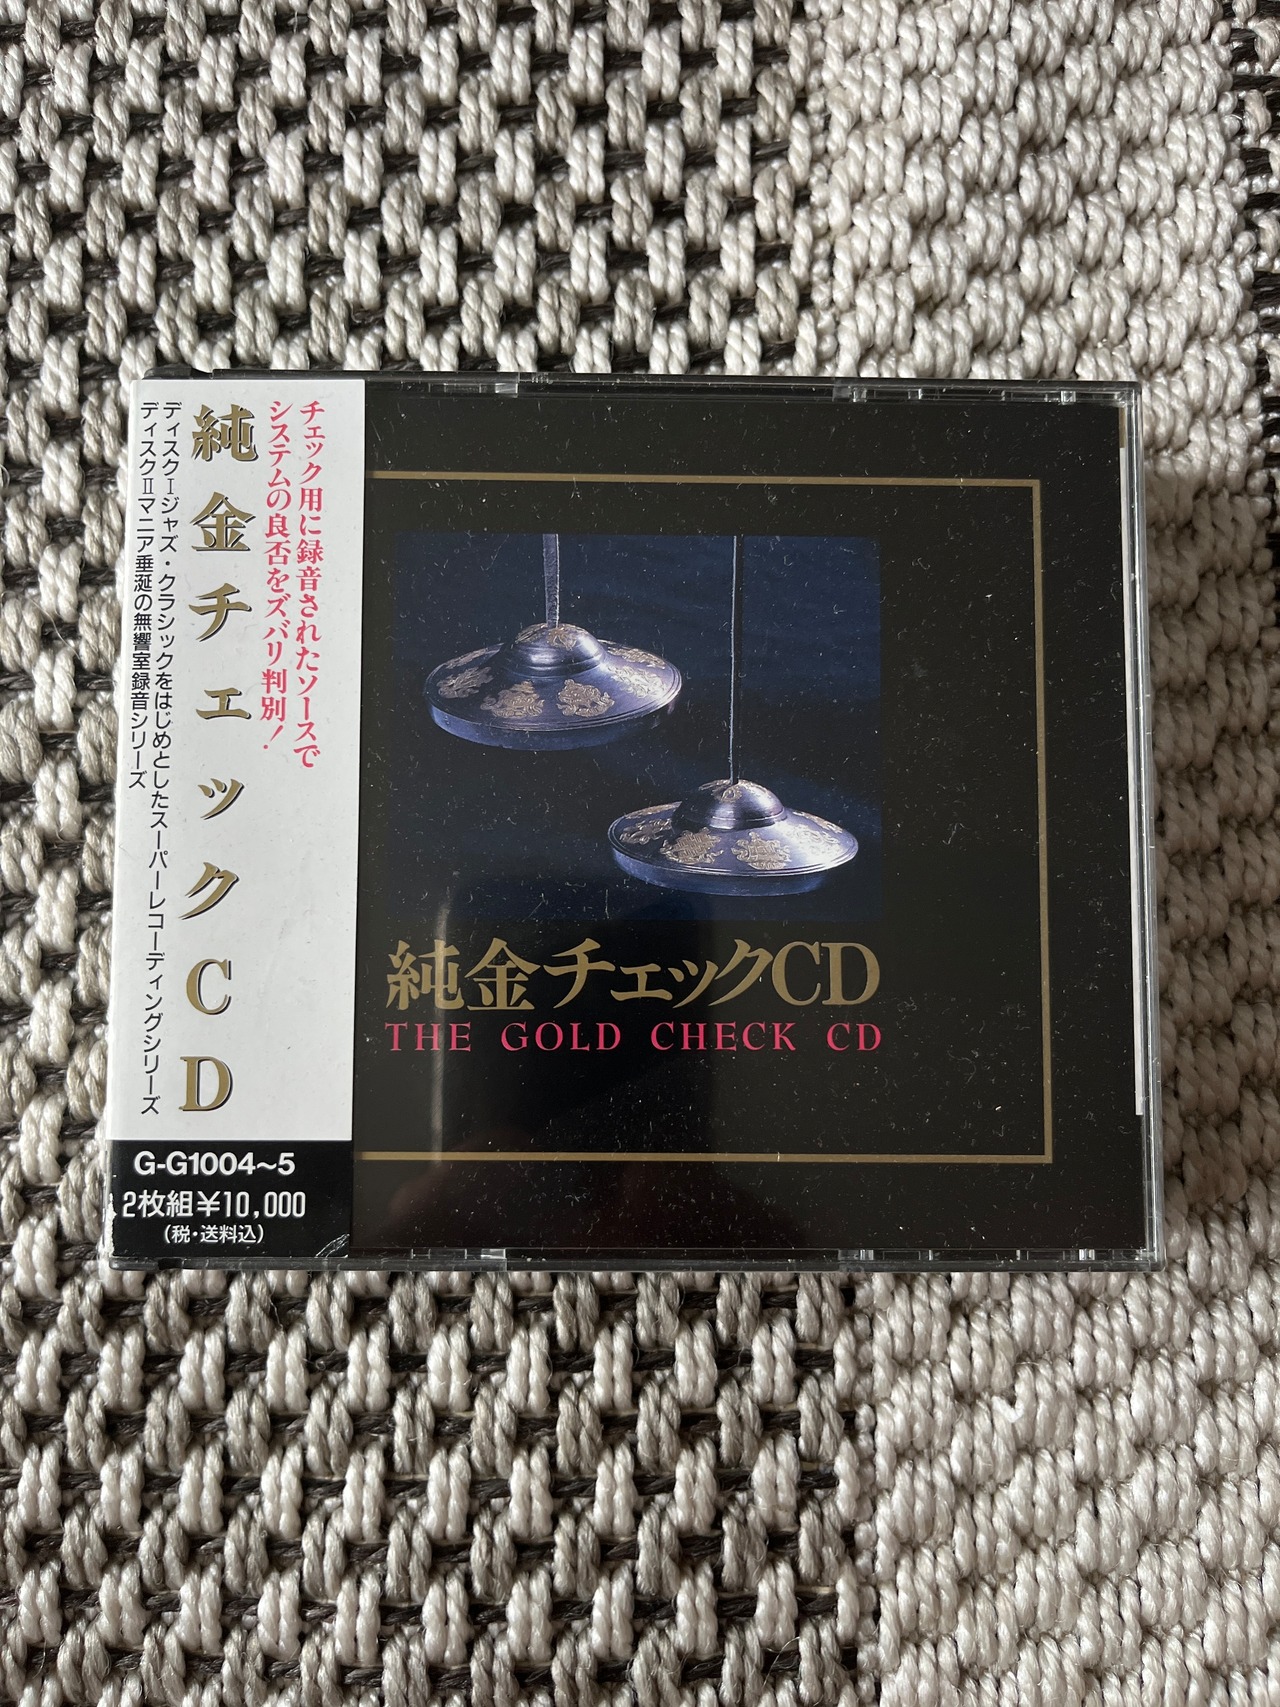 チェック用に録音されたソースで
システムの良否をズバリ判別！
純金チェックCD
ディスクⅠジャズ・クラシックをはじめとしたスーパーレコーディングシリーズ
ディスクⅡマニア垂涎の無響室録音シリーズ
G-G1004~5
2枚組¥10,000
(税・送料込)
純金チェックCD
THE GOLD CHECK CD